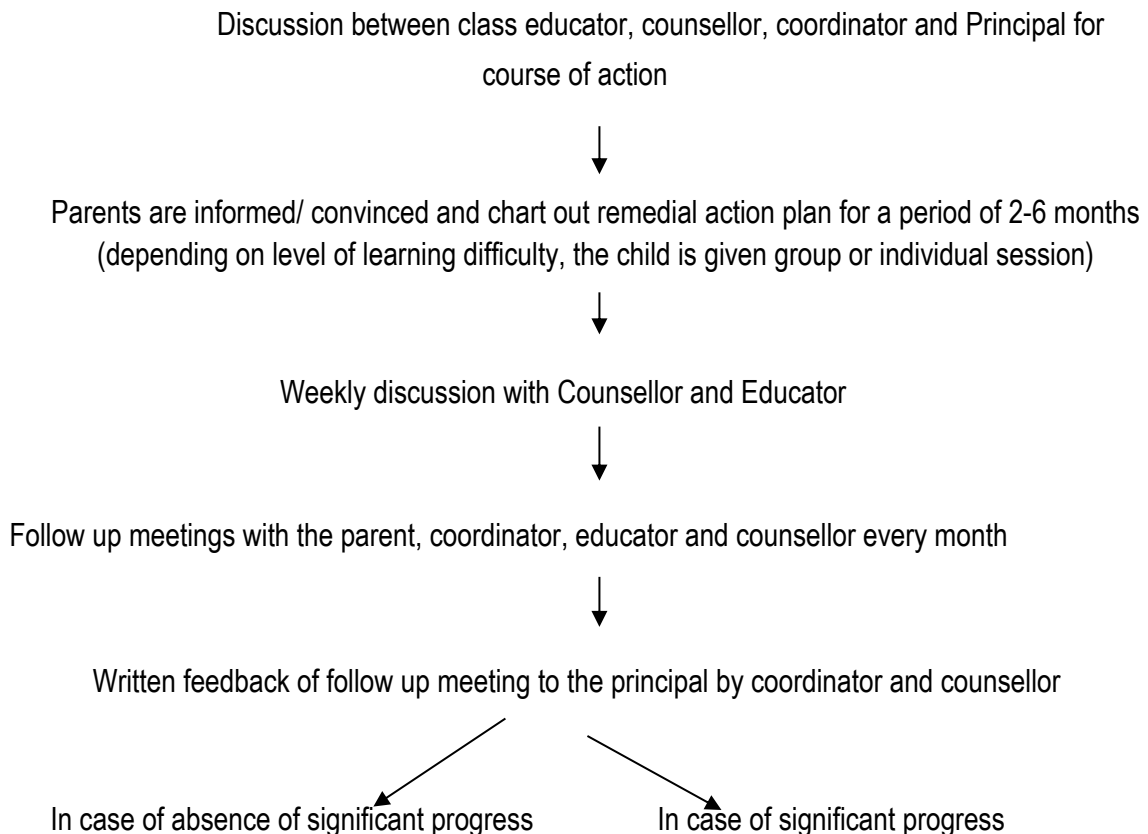 Discussion between class educator, counsellor, coordinator and Principal for
course of action
Parents are informed/ convinced and chart out remedial action plan for a period of 2-6 months
(depending on level of learning difficulty, the child is given group or individual session)
Weekly discussion with Counsellor and Educator
Follow up meetings with the parent, coordinator, educator and counsellor every month
Written feedback of follow up meeting to the principal by coordinator and counsellor
In case of absence of significant progress
In case of significant progress